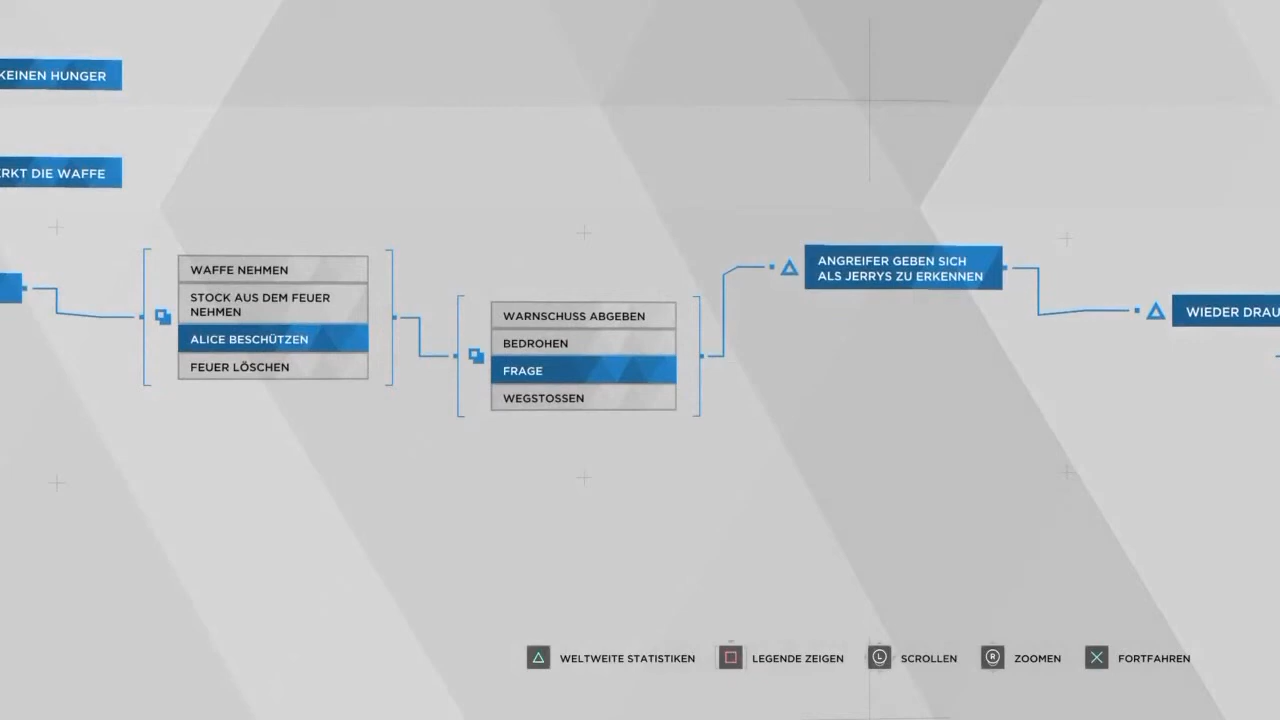 KEINEN HUNGER
RKT DIE WAFFE
WAFFE NEHMEN
STOCK AUS DEM FEUER
NEHMEN
ALICE BESCHÜTZEN
FEUER LÖSCHEN
WARNSCHUSS ABGEBEN
BEDROHEN
FRAGE
WEGSTOSSEN
ANGREIFER GEBEN SICH
ALS JERRYS ZU ERKENNEN
WIEDER DRAU
WELTWEITE STATISTIKEN
LEGENDE ZEIGEN
L SCROLLEN
R ZOOMEN
FORTFAHREN